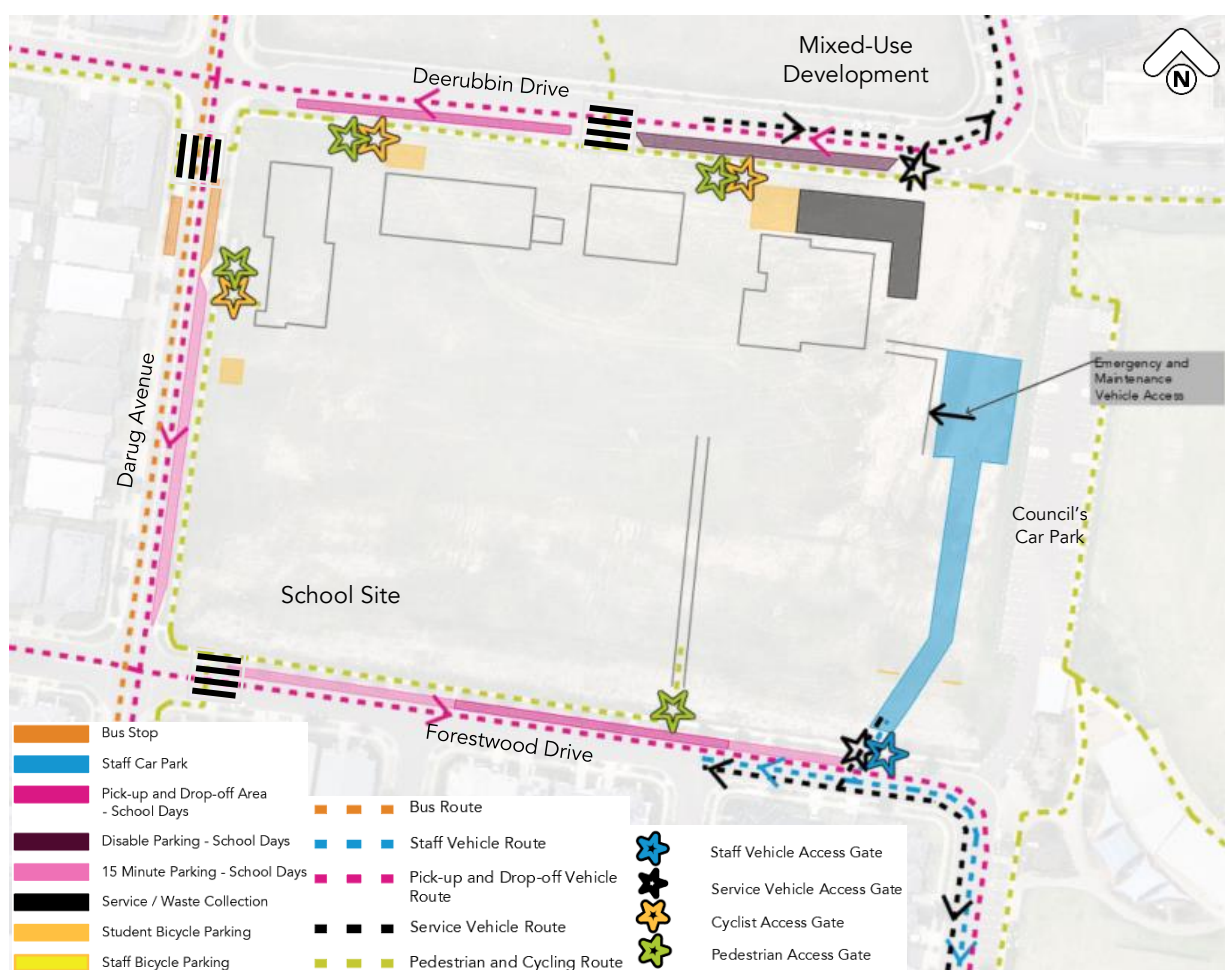 Mixed-Use
Development
N
Deerubbin Drive
Emergency and
Maintenance
Vehicle Access
Darug Avenue
Council's
Car Park
School Site
Forestwood Drive
Bus Stop
Staff Car Park
Pick-up and Drop-off Area
- School Days
Disable Parking - School Days
15 Minute Parking - School Days
Service / Waste Collection
Student Bicycle Parking
Staff Bicycle Parking
Bus Route
Staff Vehicle Route
Pick-up and Drop-off Vehicle
Route
Service Vehicle Route
Pedestrian and Cycling Route
Staff Vehicle Access Gate
Service Vehicle Access Gate
Cyclist Access Gate
Pedestrian Access Gate